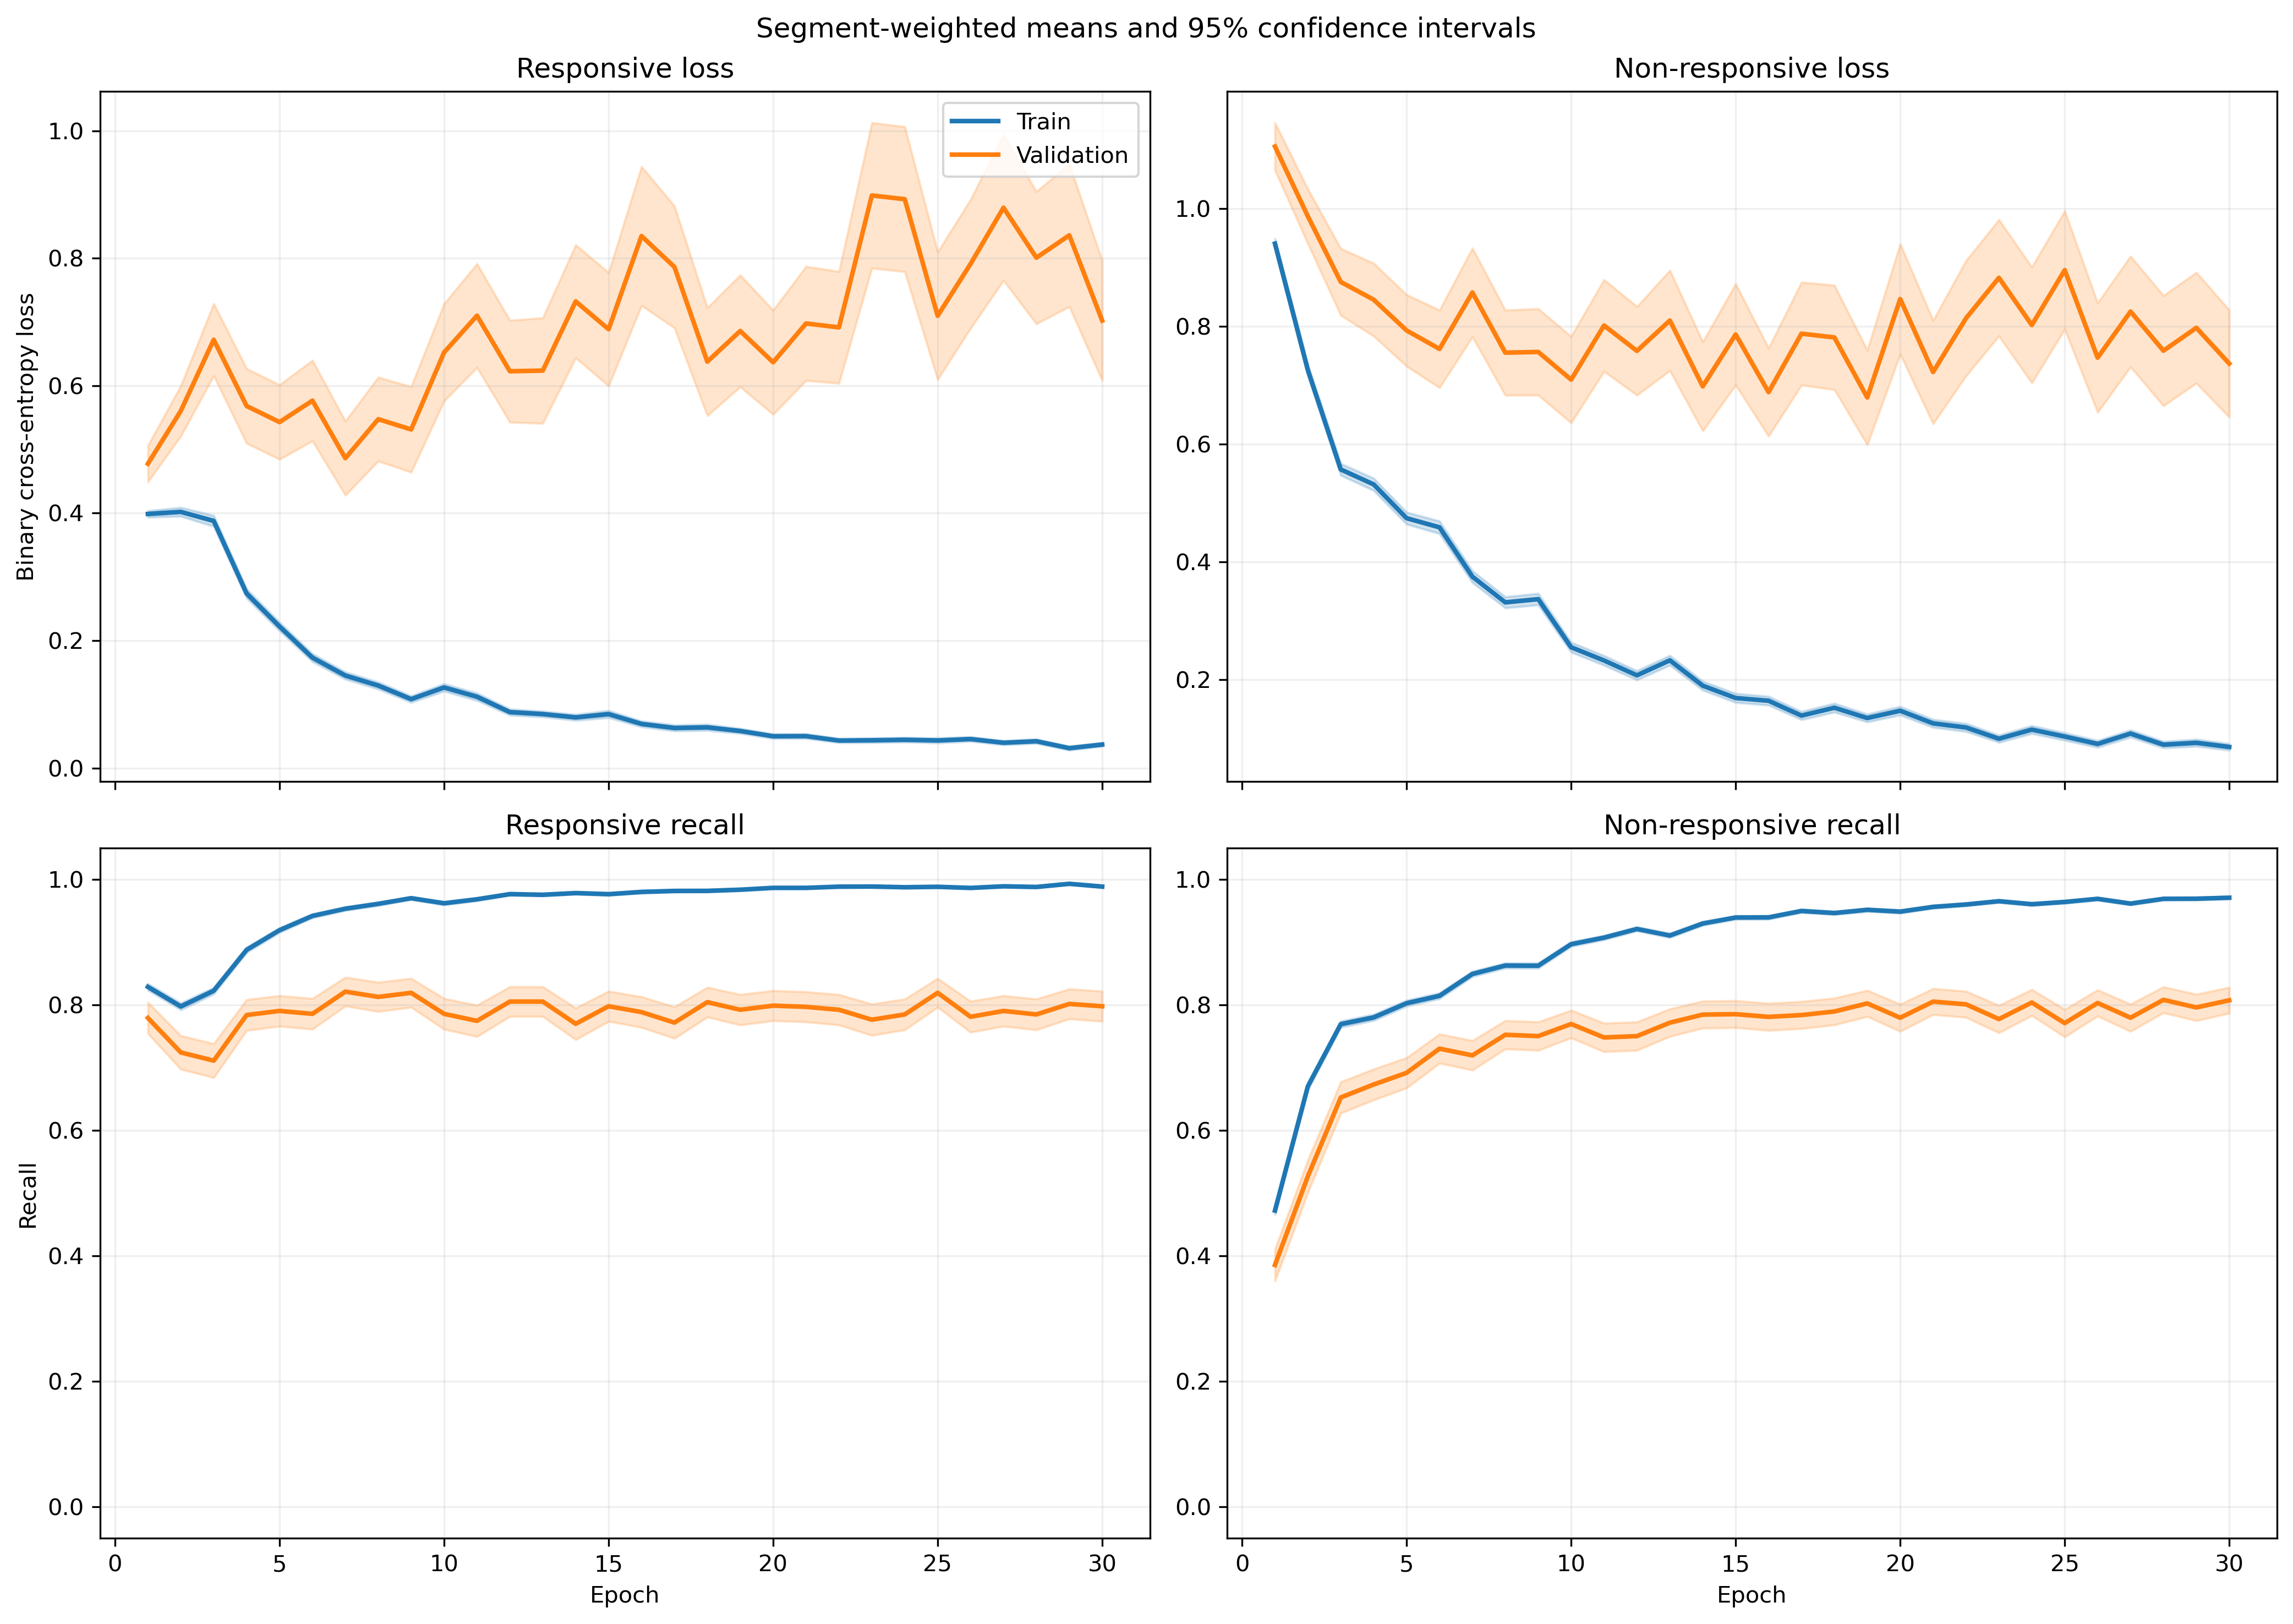 Segment-weighted means and 95% confidence intervals
Responsive loss
Non-responsive loss
Train
Validation
Binary cross-entropy loss
1.0
0.8
0.6
0.4
0.2
0.0
1.0
0.8
0.6
0.4
0.2
Responsive recall
Non-responsive recall
Recall
1.0
0.8
0.6
0.4
0.2
0.0
0 5 10 15 20 25 30
Epoch
1.0
0.8
0.6
0.4
0.2
0.0
0 5 10 15 20 25 30
Epoch